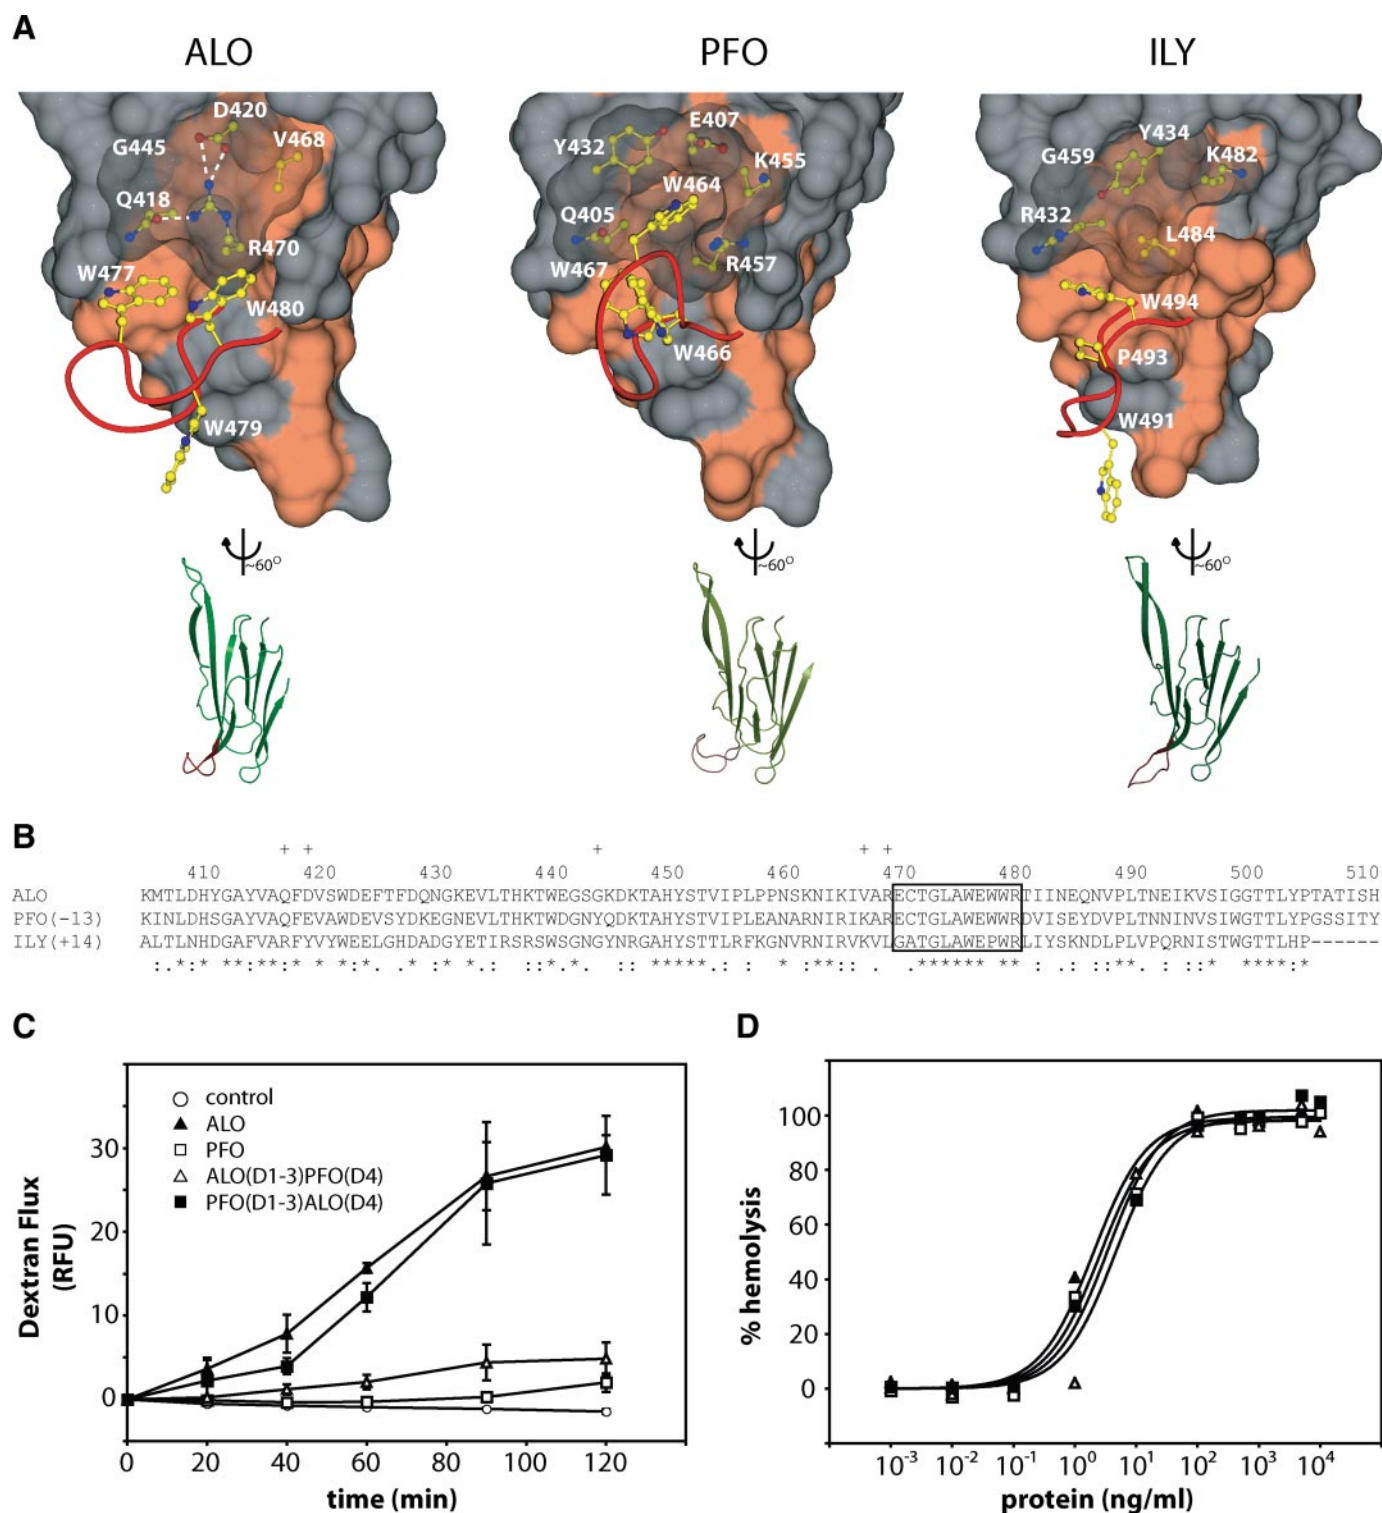 A
ALO
PFO
ILY
D420
G445
V468
Q418
R470
W477
W480
W479
Y432
E407
K455
W464
Q405
W467
R457
W466
Y434
G459
K482
R432
L484
W494
P493
W491
~60°
~60°
~60°
B
+ + + + +
410 420 430 440 450 460 470 480 490 500 510
ALO KMTLDHYGAYVAQFDVSWDEFTFDQNGKEVLTHKTWEGSGKDKTAHYSTVIPLPPNSKNIKIVAREC​TGLAWEWWRTIINEQNVPLTNEIKVSIGGTTLYPTATISH
PFO(-13) KINLDHSGAYVAQFEVAWDEVSYDKEGNEVLTHKTWDGNYQDKTAHYSTVIPLEANARNIRIKARECTGLAWEWWRDVISEYDVPLTNNINVSIWGTTLYPGSSITY
ILY(+14) ALTLNHDGAFVARFYVYWEELGHDADGYETIRSRSWSGNGYNRGAHYSTTLRFKGNVRNIRVKVLGATGLAWEPWRLIYSKNDLPLVPQRNISTWGTTLHP------
C
control
ALO
PFO
ALO(D1-3)PFO(D4)
PFO(D1-3)ALO(D4)
30
20
10
0
Dextran Flux
(RFU)
0 20 40 60 80 100 120
time (min)
D
100
80
60
40
20
0
% hemolysis
10⁻³ 10⁻² 10⁻¹ 10⁰ 10¹ 10² 10³ 10⁴
protein (ng/ml)